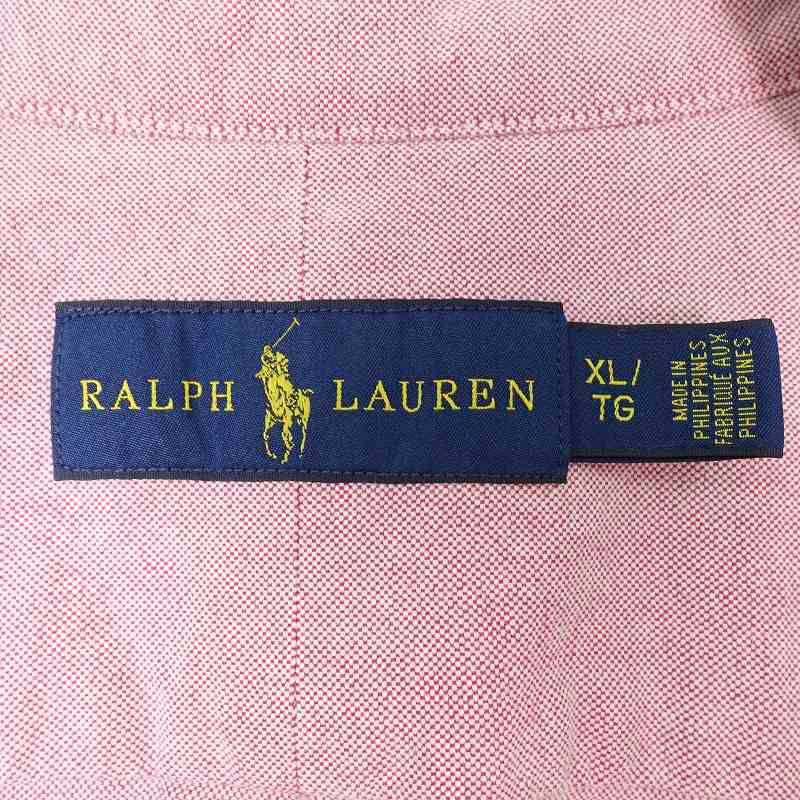 RALPH LAUREN
XL/
TG
MADE IN
PHILIPPINES
FABRIQUÉ AUX
PHILIPPINES